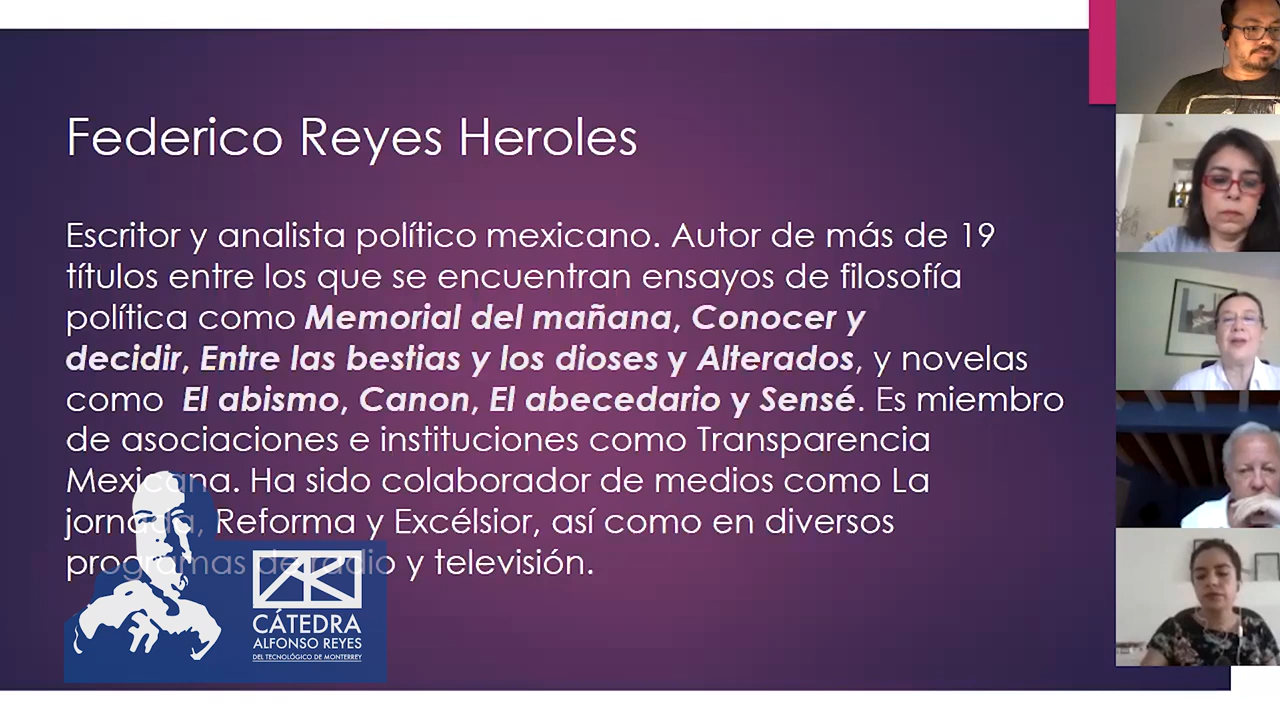 Federico Reyes Heroles
Escritor y analista político mexicano. Autor de más de 19
títulos entre los que se encuentran ensayos de filosofía
política como Memorial del mañana, Conocer y
decidir, Entre las bestias y los dioses y Alterados, y novelas
como El abismo, Canon, El abecedario y Sensé. Es miembro
de asociaciones e instituciones como Transparencia
Mexicana. Ha sido colaborador de medios como La
jornada, Reforma y Excélsior, así como en diversos
programas de radio y televisión.
CÁTEDRA
ALFONSO REYES
DEL TECNOLÓGICO DE MONTERREY